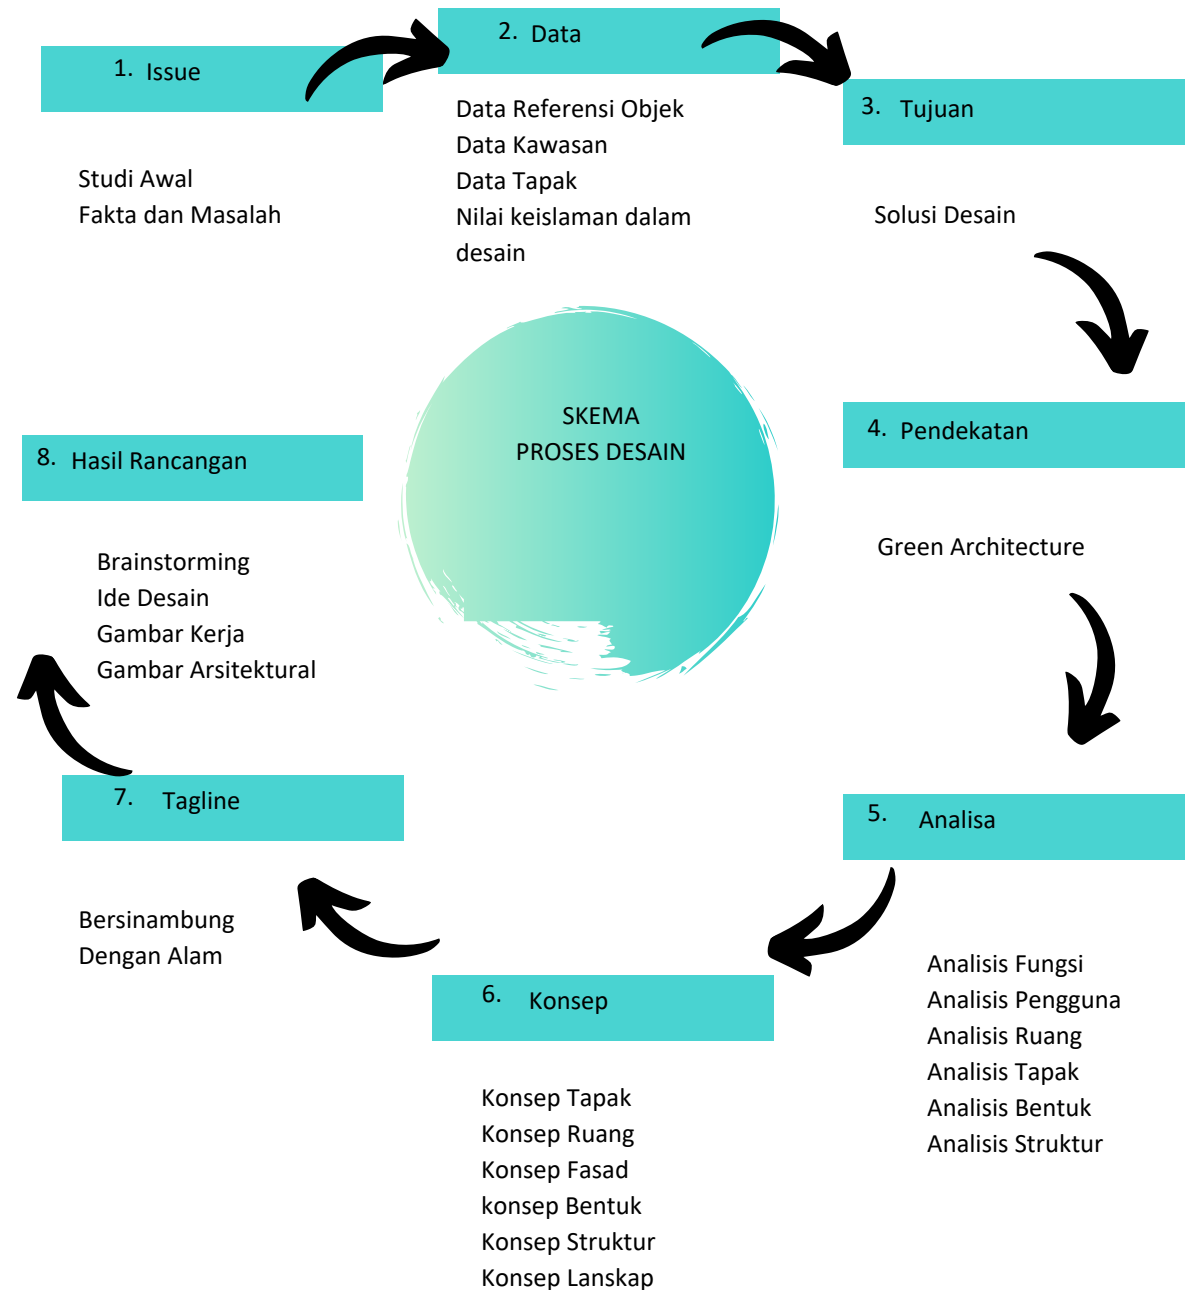 1. Issue
Studi Awal
Fakta dan Masalah
2. Data
Data Referensi Objek
Data Kawasan
Data Tapak
Nilai keislaman dalam
desain
3. Tujuan
Solusi Desain
SKEMA
PROSES DESAIN
4. Pendekatan
Green Architecture
5. Analisa
Analisis Fungsi
Analisis Pengguna
Analisis Ruang
Analisis Tapak
Analisis Bentuk
Analisis Struktur
6. Konsep
Konsep Tapak
Konsep Ruang
Konsep Fasad
konsep Bentuk
Konsep Struktur
Konsep Lanskap
7. Tagline
Bersinambung
Dengan Alam
8. Hasil Rancangan
Brainstorming
Ide Desain
Gambar Kerja
Gambar Arsitektural